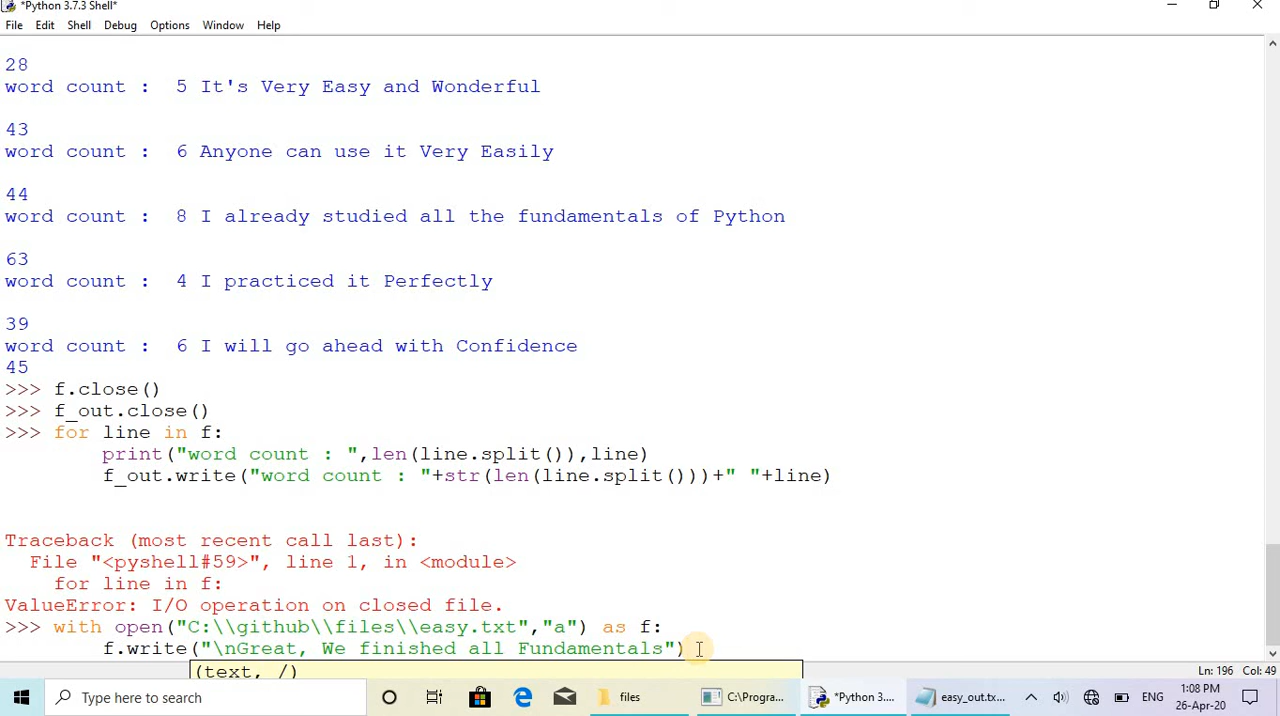 *Python 3.7.3 Shell*
File Edit Shell Debug Options Window Help
28
word count :  5 It's Very Easy and Wonderful
43
word count :  6 Anyone can use it Very Easily
44
word count :  8 I already studied all the fundamentals of Python
63
word count :  4 I practiced it Perfectly
39
word count :  6 I will go ahead with Confidence
45
>>> f.close()
>>> f_out.close()
>>> for line in f:
        print("word count : ",len(line.split()),line)
        f_out.write("word count : "+str(len(line.split()))+" "+line)
Traceback (most recent call last):
  File "<pyshell#59>", line 1, in <module>
    for line in f:
ValueError: I/O operation on closed file.
>>> with open("C:\\github\\files\\easy.txt","a") as f:
        f.write("\nGreat, We finished all Fundamentals")
(text, /)
Ln: 196 Col: 49
Type here to search
files
C:\Progra...
*Python 3....
easy_out.tx...
ENG
1:08 PM
26-Apr-20